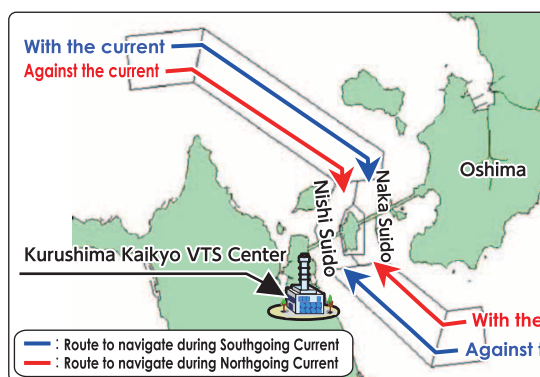 With the current
Against the current
Oshima
Nishi Suido
Naka Suido
Kurushima Kaikyo VTS Center
With the
Against t
: Route to navigate during Southgoing Current
: Route to navigate during Northgoing Current